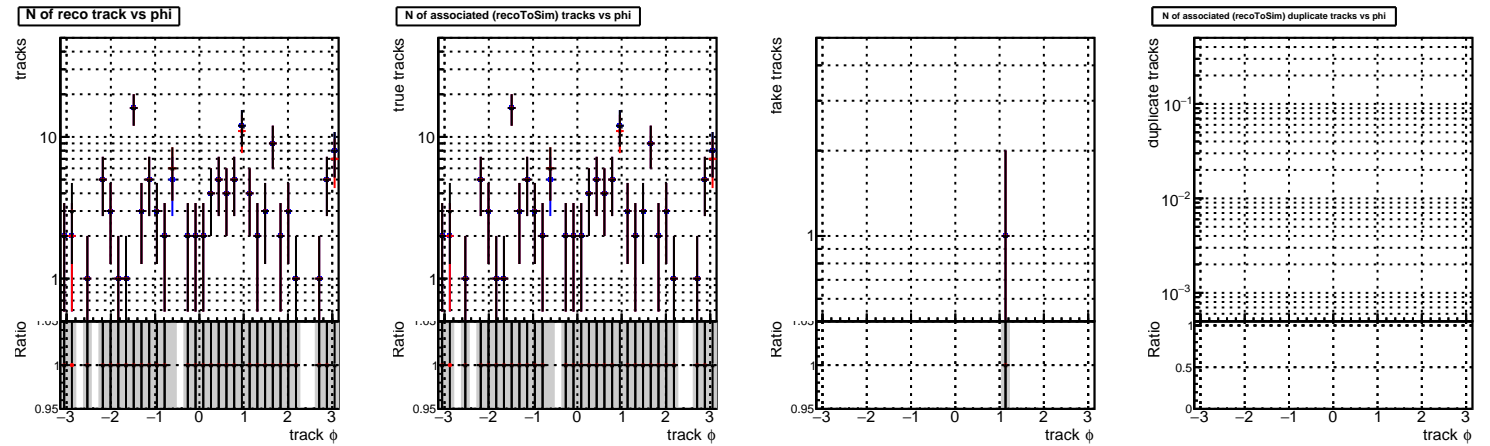 N of reco track vs phi
tracks
10
1
Ratio
1.05
1
0.95
−3 −2 −1 0 1 2 3
track ϕ
N of associated (recoToSim) tracks vs phi
true tracks
10
1
Ratio
1.05
1
0.95
−3 −2 −1 0 1 2 3
track ϕ
fake tracks
1
Ratio
1.05
1
0.95
−3 −2 −1 0 1 2 3
track ϕ
N of associated (recoToSim) duplicate tracks vs phi
duplicate tracks
10⁻¹
10⁻²
10⁻³
Ratio
1
0.5
0
−3 −2 −1 0 1 2 3
track ϕ